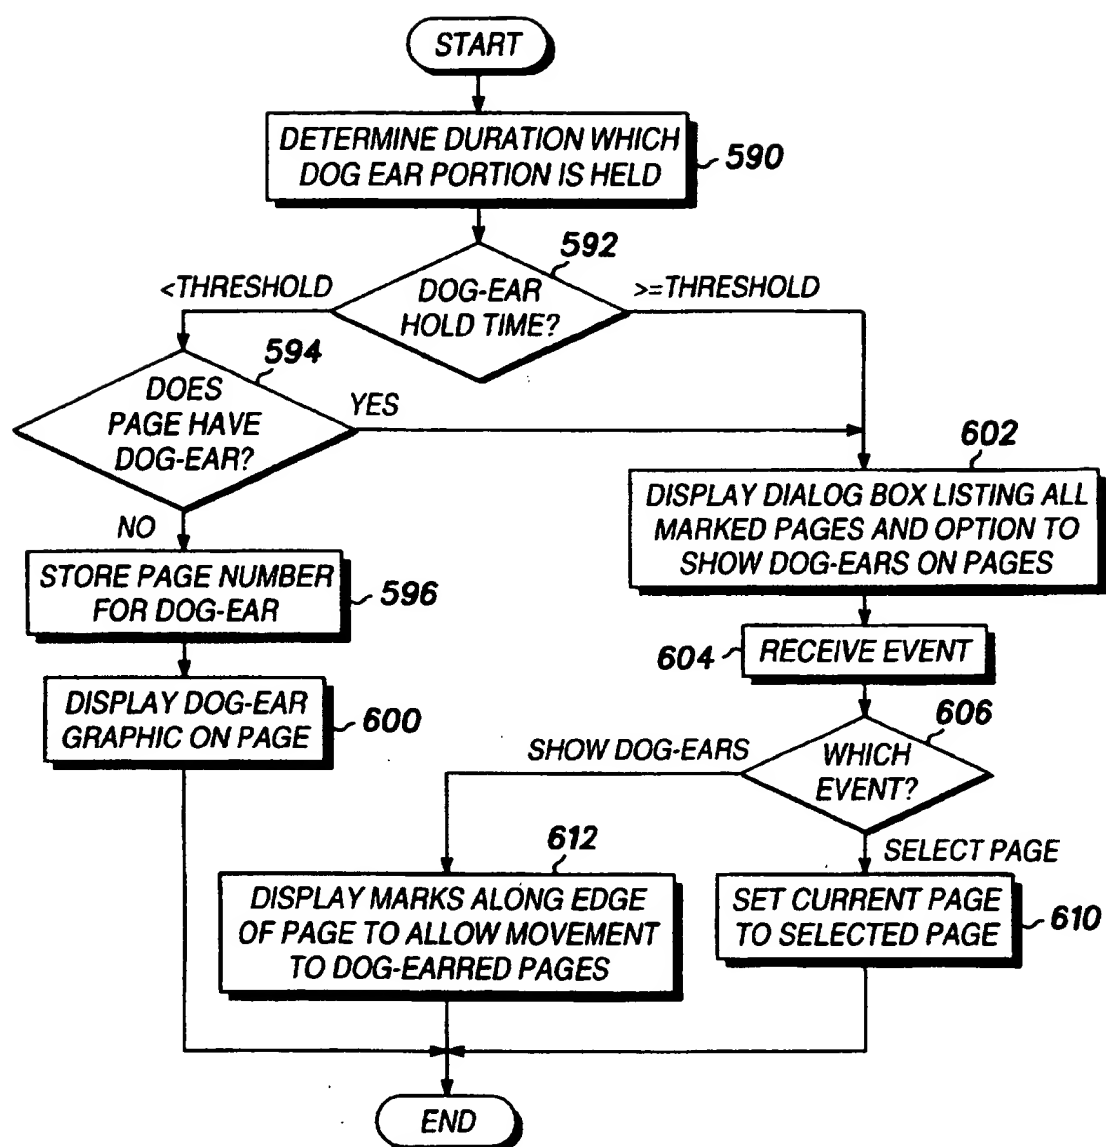 START
DETERMINE DURATION WHICH
DOG EAR PORTION IS HELD
590
592
<THRESHOLD
DOG-EAR
HOLD TIME?
>=THRESHOLD
594
DOES
PAGE HAVE
DOG-EAR?
YES
NO
602
DISPLAY DIALOG BOX LISTING ALL
MARKED PAGES AND OPTION TO
SHOW DOG-EARS ON PAGES
STORE PAGE NUMBER
FOR DOG-EAR
596
604
RECEIVE EVENT
DISPLAY DOG-EAR
GRAPHIC ON PAGE
600
606
SHOW DOG-EARS
WHICH
EVENT?
SELECT PAGE
612
DISPLAY MARKS ALONG EDGE
OF PAGE TO ALLOW MOVEMENT
TO DOG-EARRED PAGES
SET CURRENT PAGE
TO SELECTED PAGE
610
END